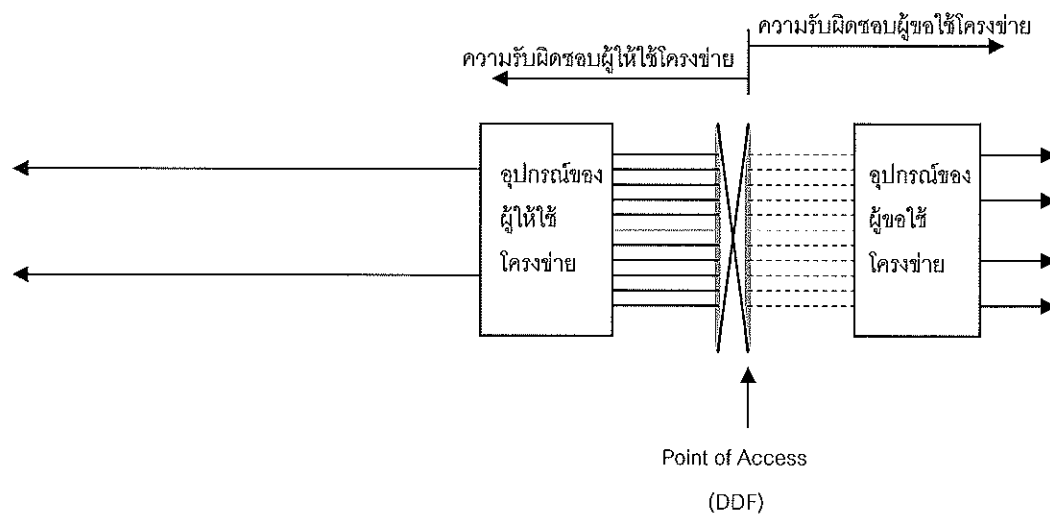 ความรับผิดชอบผู้ขอใช้โครงข่าย
ความรับผิดชอบผู้ให้ใช้โครงข่าย
อุปกรณ์ของ
ผู้ให้ใช้
โครงข่าย
อุปกรณ์ของ
ผู้ขอใช้
โครงข่าย
Point of Access
(DDF)